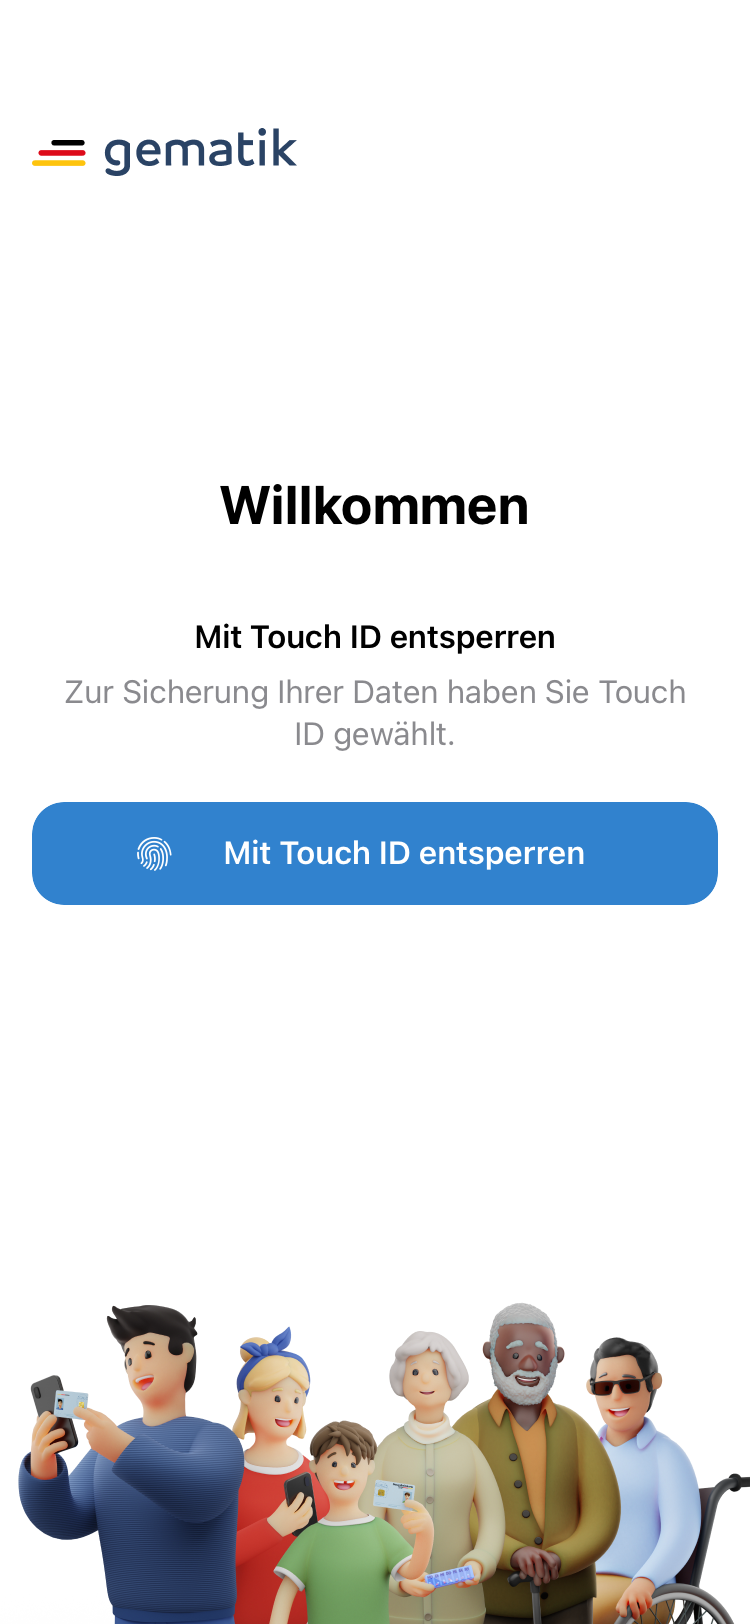 gematik
Willkommen
Mit Touch ID entsperren
Zur Sicherung Ihrer Daten haben Sie Touch
ID gewählt.
Mit Touch ID entsperren